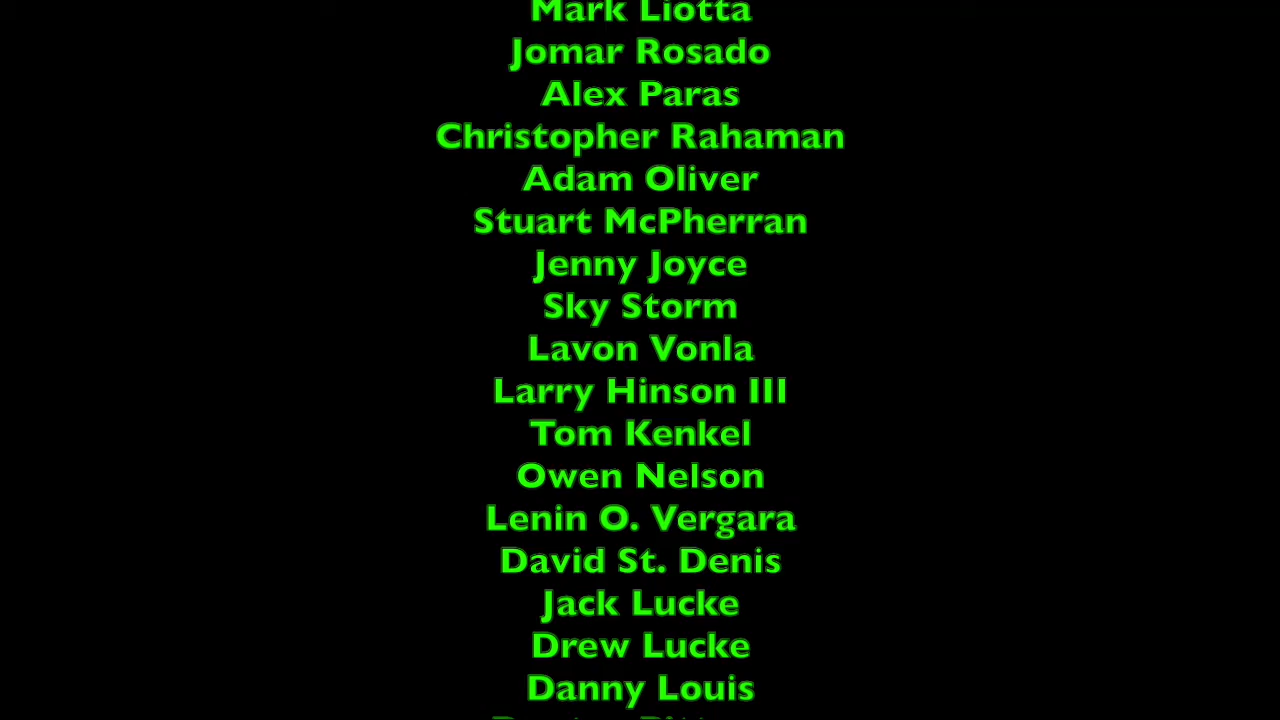 Mark Liotta
Jomar Rosado
Alex Paras
Christopher Rahaman
Adam Oliver
Stuart McPherran
Jenny Joyce
Sky Storm
Lavon Vonla
Larry Hinson III
Tom Kenkel
Owen Nelson
Lenin O. Vergara
David St. Denis
Jack Lucke
Drew Lucke
Danny Louis